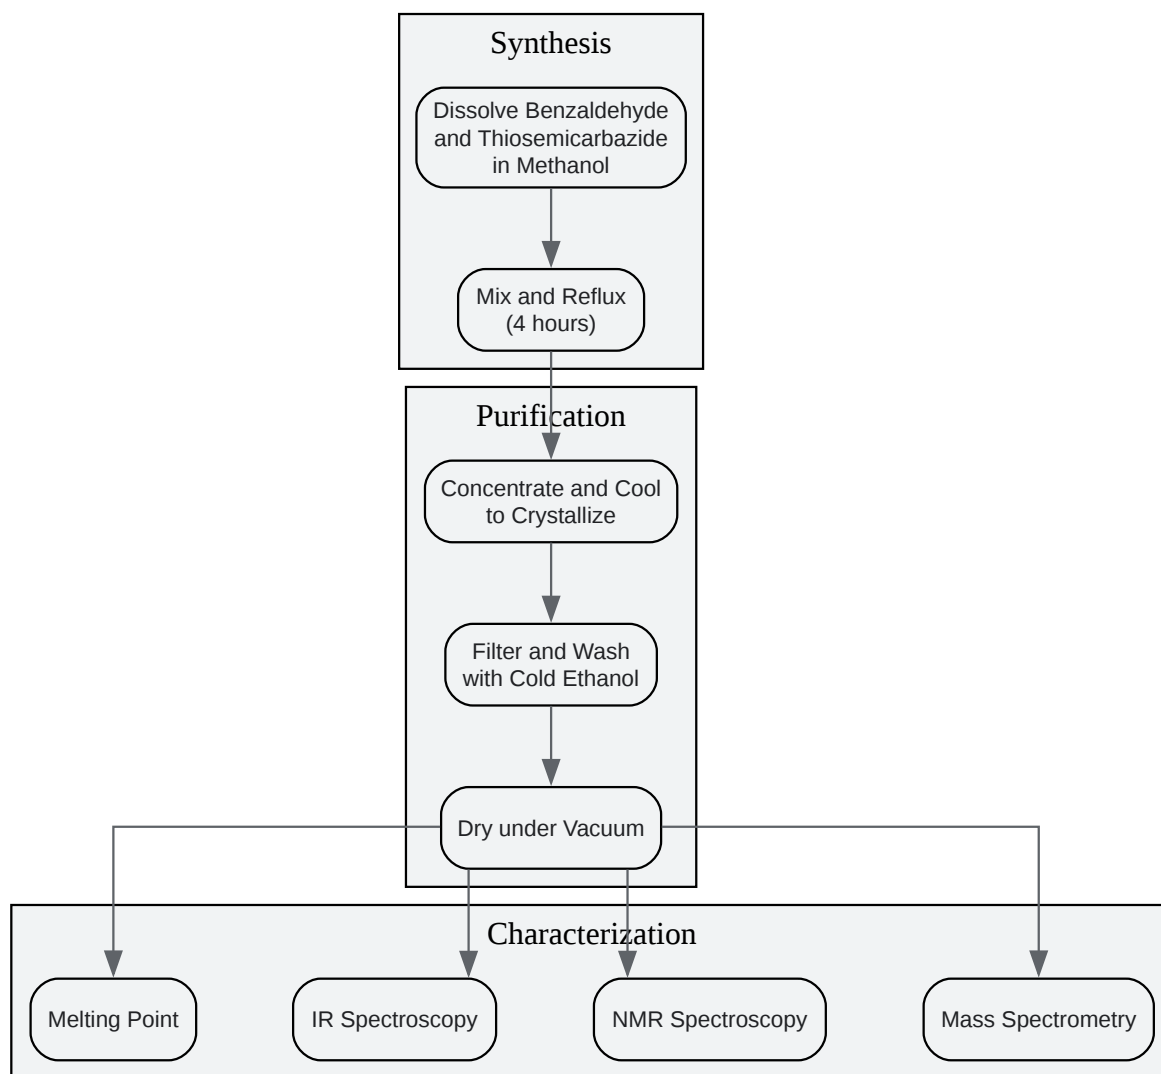 Synthesis
Dissolve Benzaldehyde
and Thiosemicarbazide
in Methanol
Mix and Reflux
(4 hours)
Purification
Concentrate and Cool
to Crystallize
Filter and Wash
with Cold Ethanol
Dry under Vacuum
Characterization
Melting Point
IR Spectroscopy
NMR Spectroscopy
Mass Spectrometry